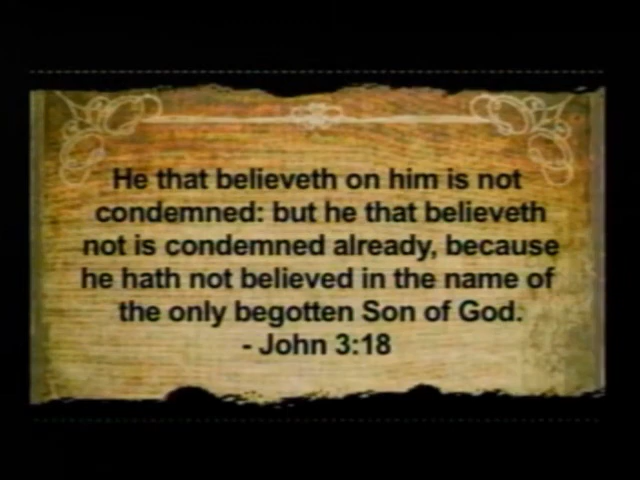 He that believeth on him is not
condemned: but he that believeth
not is condemned already, because
he hath not believed in the name of
the only begotten Son of God.
- John 3:18